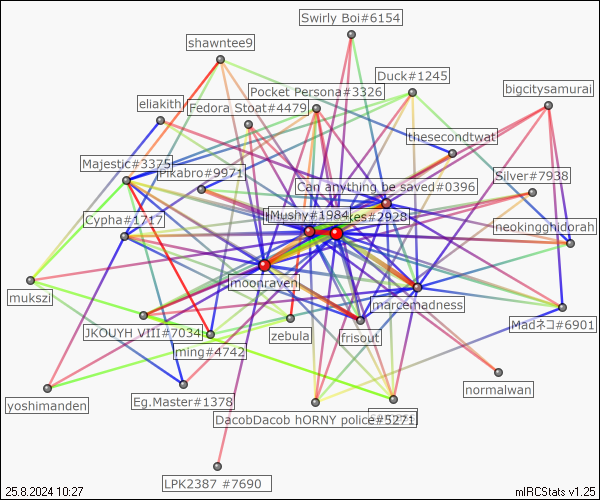 Swirly Boi#6154
shawntee9
Duck#1245
Pocket Persona#3326
bigcitysamurai
eliakith
Fedora Stoat#4479
thesecondtwat
Majestic#3375
Pikabro#9971
Silver#7938
Can anything be saved#0396
Cypha#1717
Mushy#1984
kes#2928
neokingghidorah
moonraven
mukszi
marcemadness
JKOUYH VIII#7034
zebula
frisout
Madネコ#6901
ming#4742
normalwan
yoshimanden
Eg.Master#1378
DacobDacob hORNY police#5271
LPK2387 #7690
25.8.2024 10:27
mIRCStats v1.25